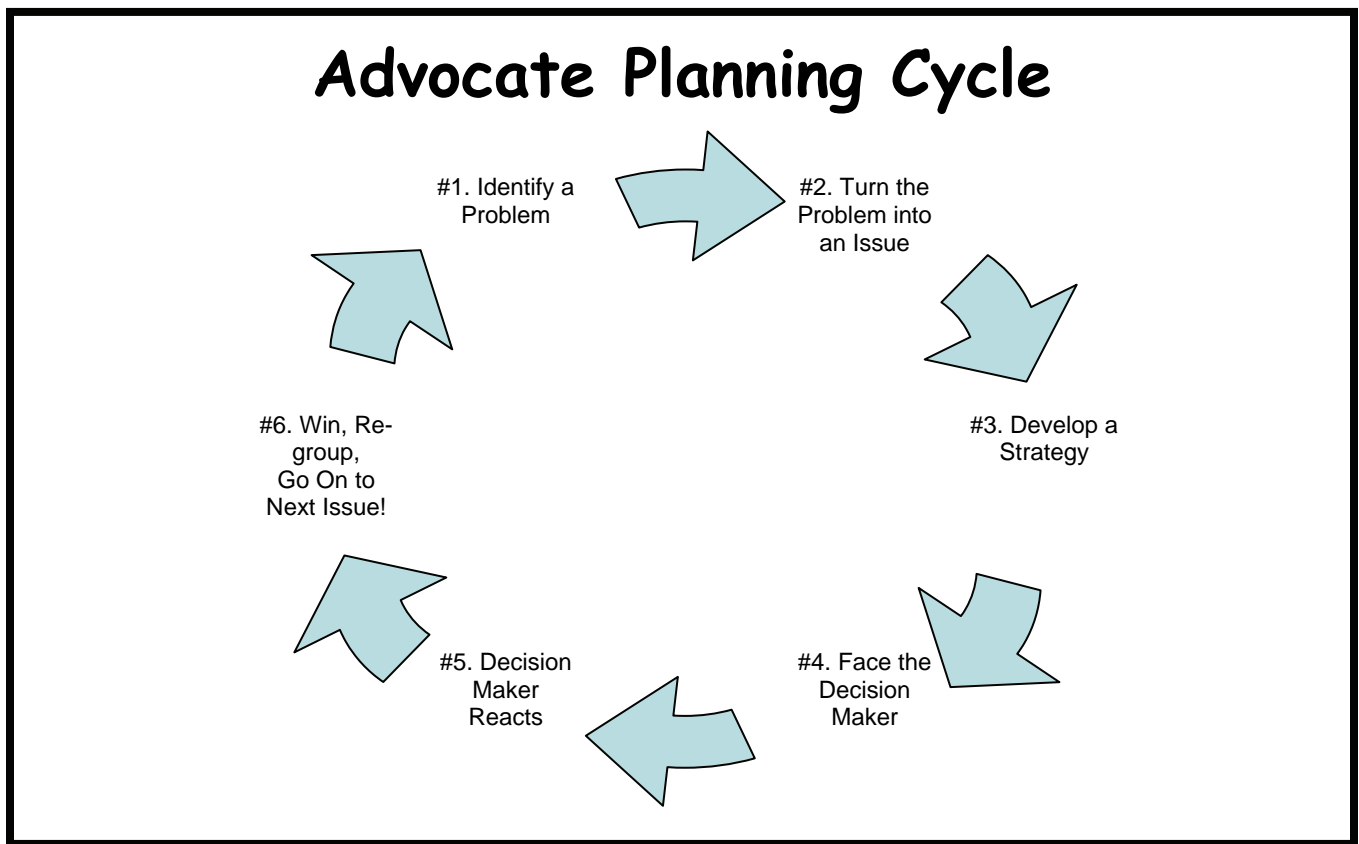 Advocate Planning Cycle
#1. Identify a
Problem
#2. Turn the
Problem into
an Issue
#3. Develop a
Strategy
#4. Face the
Decision
Maker
#5. Decision
Maker
Reacts
#6. Win, Re-
group,
Go On to
Next Issue!